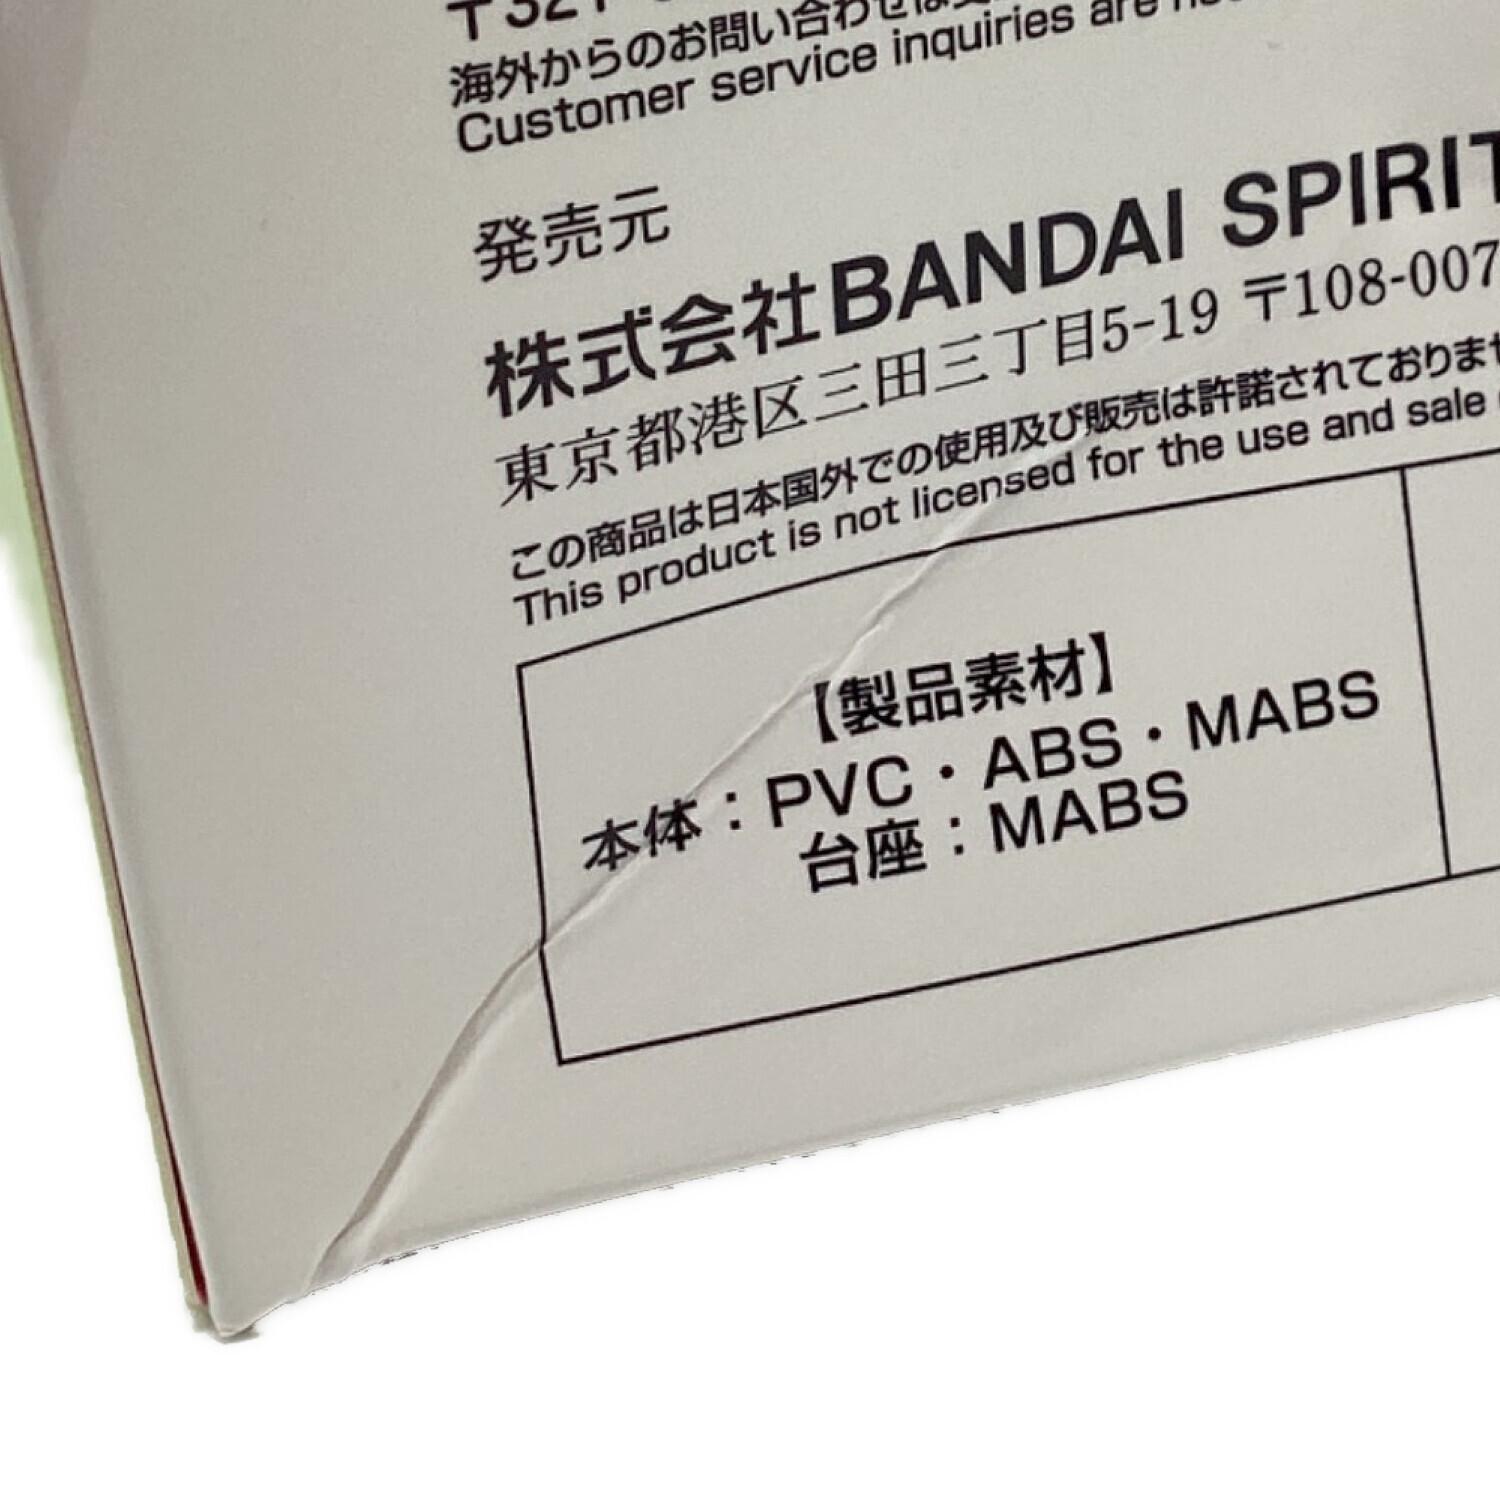 〒321-
海外からのお問い合わせは受
Customer service inquiries are no
発売元
株式会社BANDAI SPIRIT
東京都港区三田三丁目5-19 〒108-007
この商品は日本国外での使用及び販売は許諾されておりませ
This product is not licensed for the use and sale
【製品素材】
本体：PVC・ABS・MABS
台座：MABS